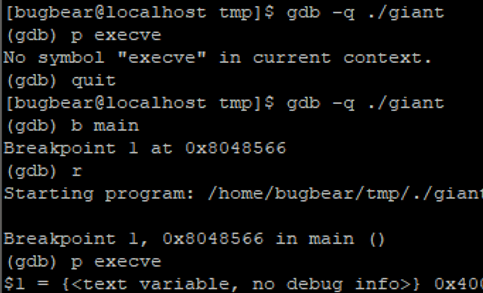 [bugbear@localhost tmp]$ gdb -q ./giant
(gdb) p execve
No symbol "execve" in current context.
(gdb) quit
[bugbear@localhost tmp]$ gdb -q ./giant
(gdb) b main
Breakpoint 1 at 0x8048566
(gdb) r
Starting program: /home/bugbear/tmp/./giant
Breakpoint 1, 0x8048566 in main ()
(gdb) p execve
$1 = {<text variable, no debug info>} 0x400